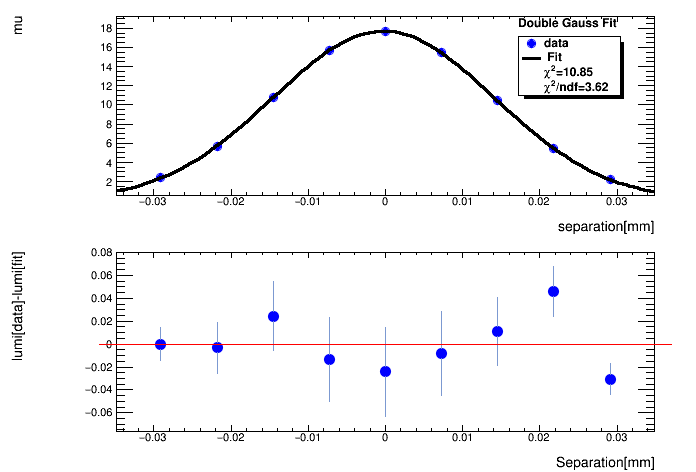 Double Gauss Fit
mu
18
16
14
12
10
8
6
4
2
data
Fit
χ²=10.85
χ²/ndf=3.62
−0.03 −0.02 −0.01 0 0.01 0.02 0.03
separation[mm]
lumi[data]-lumi[fit]
0.08
0.06
0.04
0.02
0
−0.02
−0.04
−0.06
−0.03 −0.02 −0.01 0 0.01 0.02 0.03
Separation[mm]